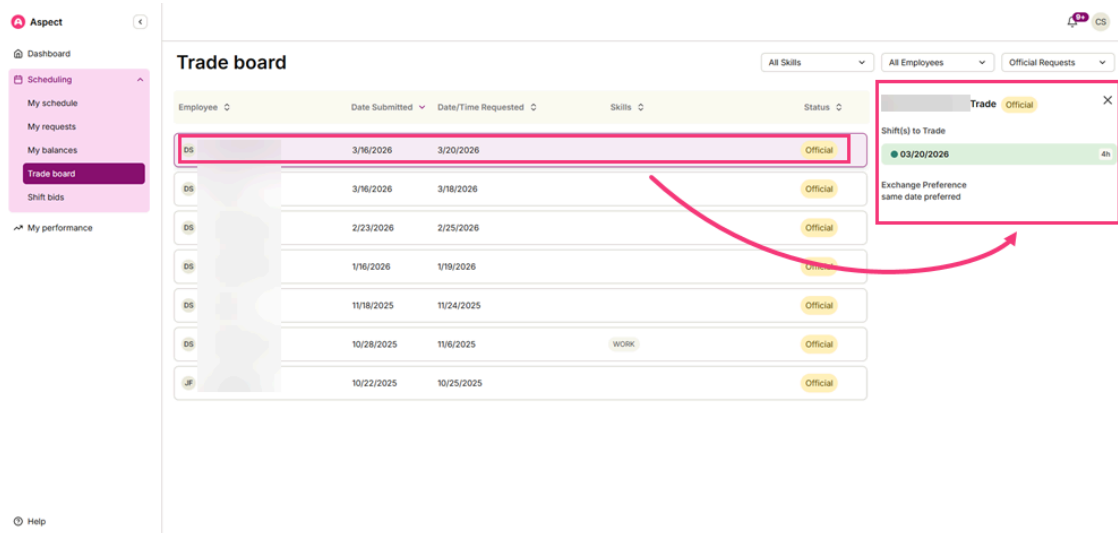 Aspect
9+
CS
Dashboard
Scheduling
My schedule
My requests
My balances
Trade board
Shift bids
My performance
Help
Trade board
All Skills
All Employees
Official Requests
Employee Date Submitted Date/Time Requested Skills Status
DS 3/16/2026 3/20/2026 Official
DS 3/16/2026 3/18/2026 Official
DS 2/23/2026 2/25/2026 Official
DS 1/16/2026 1/19/2026 Official
DS 11/18/2025 11/24/2025 Official
DS 10/28/2025 11/6/2025 WORK Official
JF 10/22/2025 10/25/2025 Official
Trade Official
Shift(s) to Trade
03/20/2026 4h
Exchange Preference
same date preferred